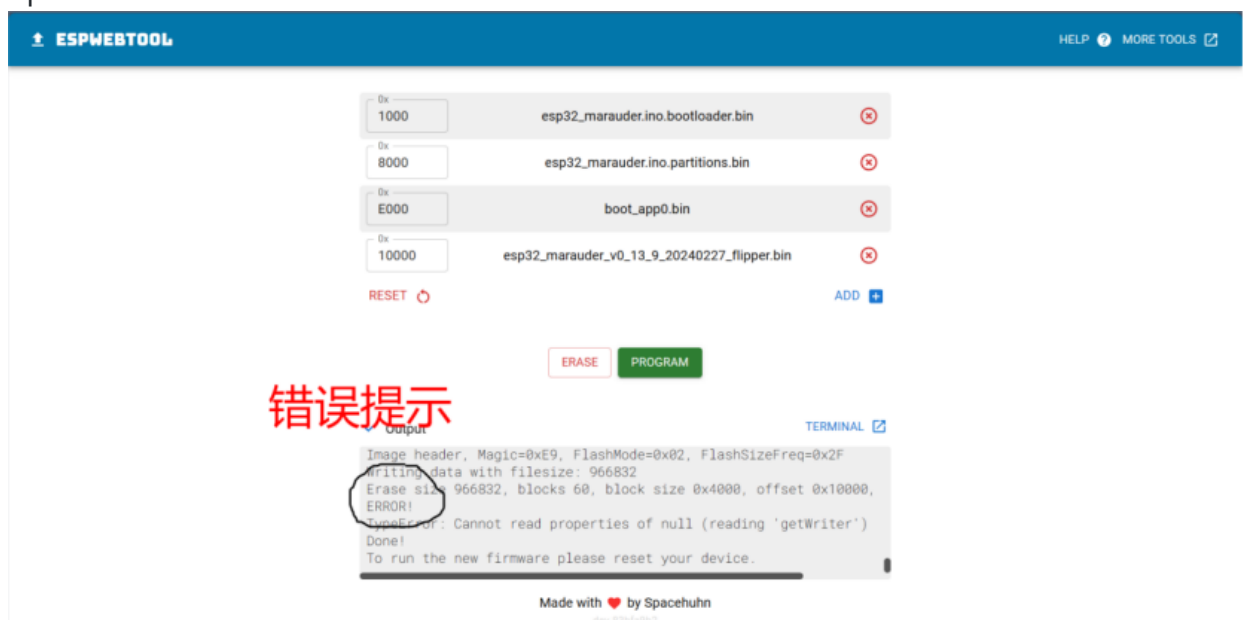 ESPWEBTOOL
HELP MORE TOOLS
0x
1000 esp32_marauder.ino.bootloader.bin
0x
8000 esp32_marauder.ino.partitions.bin
0x
E000 boot_app0.bin
0x
10000 esp32_marauder_v0_13_9_20240227_flipper.bin
RESET ADD
ERASE PROGRAM
错误提示
Output TERMINAL
Image header, Magic=0xE9, FlashMode=0x02, FlashSizeFreq=0x2F
Writing data with filesize: 966832
Erase size 966832, blocks 60, block size 0x4000, offset 0x10000,
ERROR!
TypeError: Cannot read properties of null (reading 'getWriter')
Done!
To run the new firmware please reset your device.
Made with ❤ by Spacehuhn